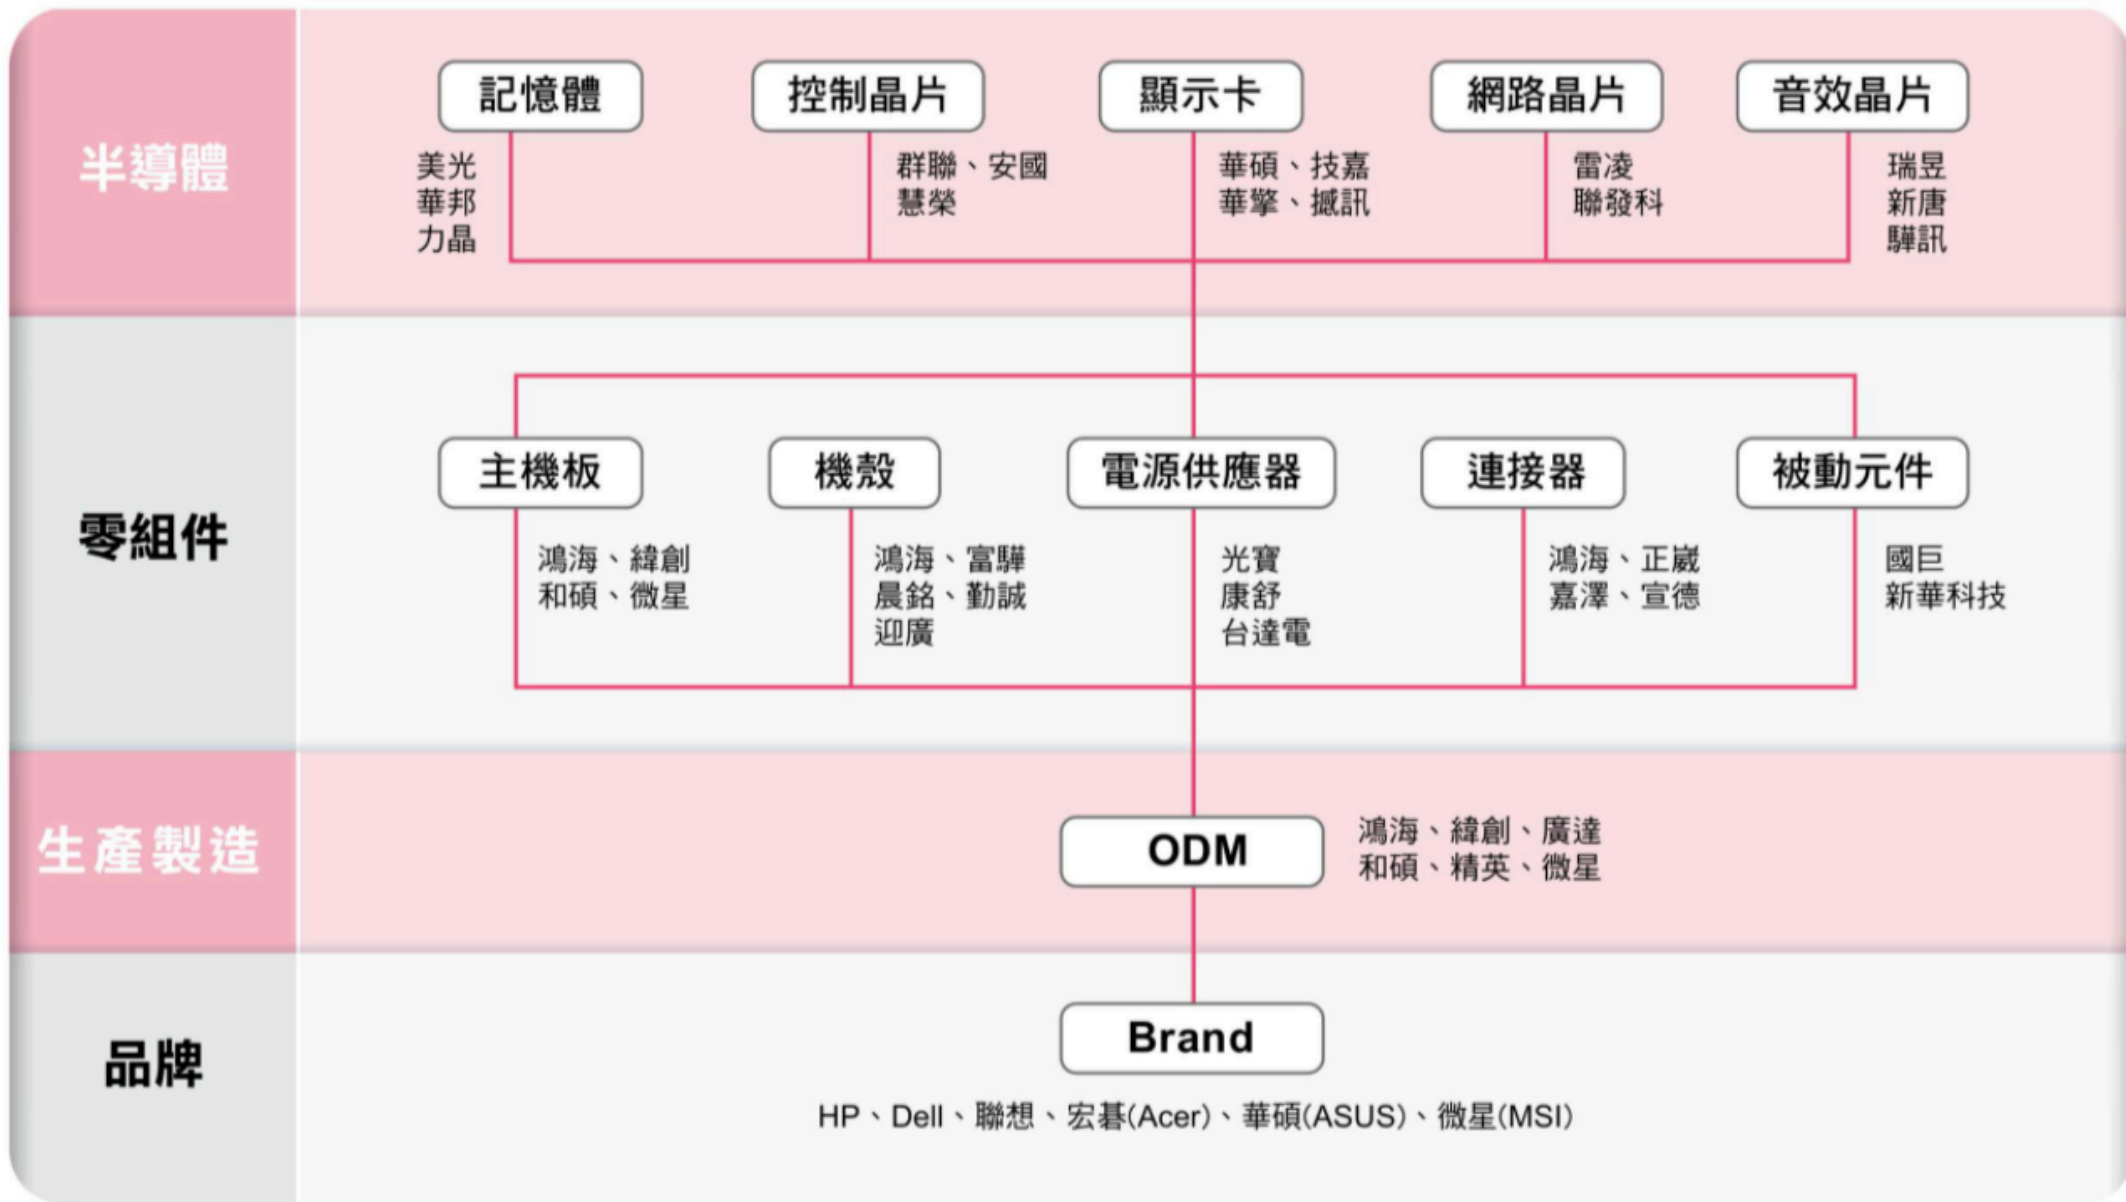 半導體
記憶體
美光
華邦
力晶
控制晶片
群聯、安國
慧榮
顯示卡
華碩、技嘉
華擎、撼訊
網路晶片
雷凌
聯發科
音效晶片
瑞昱
新唐
驊訊
零組件
主機板
鴻海、緯創
和碩、微星
機殼
鴻海、富驊
晨銘、勤誠
迎廣
電源供應器
光寶
康舒
台達電
連接器
鴻海、正崴
嘉澤、宣德
被動元件
國巨
新華科技
生產製造
ODM
鴻海、緯創、廣達
和碩、精英、微星
品牌
Brand
HP、Dell、聯想、宏碁(Acer)、華碩(ASUS)、微星(MSI)